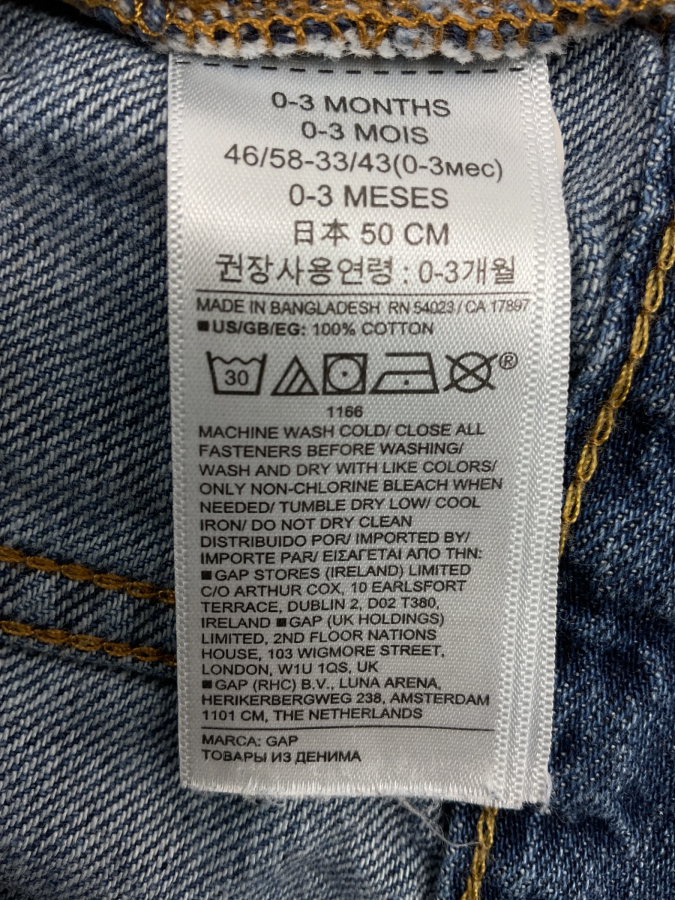 0-3 MONTHS
0-3 MOIS
46/58-33/43(0-3мес)
0-3 MESES
日本 50 CM
권장사용연령 : 0-3개월
MADE IN BANGLADESH RN 54023 / CA 17897
■US/GB/EG: 100% COTTON
30 ®
1166
MACHINE WASH COLD/ CLOSE ALL
FASTENERS BEFORE WASHING/
WASH AND DRY WITH LIKE COLORS/
ONLY NON-CHLORINE BLEACH WHEN
NEEDED/ TUMBLE DRY LOW/ COOL
IRON/ DO NOT DRY CLEAN
DISTRIBUIDO POR/ IMPORTED BY/
IMPORTE PAR/ ΕΙΣΑΓΕΤΑΙ ΑΠΟ ΤΗΝ:
■GAP STORES (IRELAND) LIMITED
C/O ARTHUR COX, 10 EARLSFORT
TERRACE, DUBLIN 2, D02 T380,
IRELAND ■GAP (UK HOLDINGS)
LIMITED, 2ND FLOOR NATIONS
HOUSE, 103 WIGMORE STREET,
LONDON, W1U 1QS, UK
■GAP (RHC) B.V., LUNA ARENA,
HERIKERBERGWEG 238, AMSTERDAM
1101 CM, THE NETHERLANDS
MARCA: GAP
ТОВАРЫ ИЗ ДЕНИМА